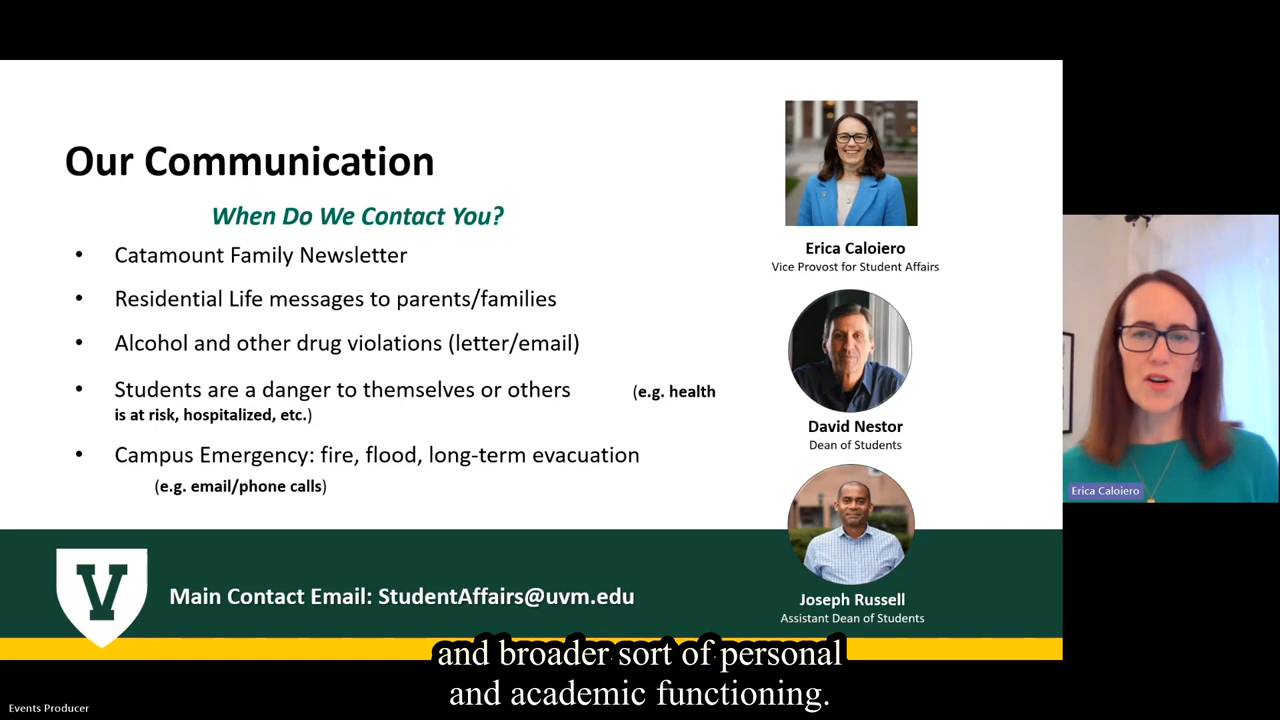 Our Communication
When Do We Contact You?
• Catamount Family Newsletter
• Residential Life messages to parents/families
• Alcohol and other drug violations (letter/email)
• Students are a danger to themselves or others (e.g. health
is at risk, hospitalized, etc.)
• Campus Emergency: fire, flood, long-term evacuation
(e.g. email/phone calls)
Erica Caloiero
Vice Provost for Student Affairs
David Nestor
Dean of Students
Joseph Russell
Assistant Dean of Students
V
Main Contact Email: StudentAffairs@uvm.edu
Erica Caloiero
and broader sort of personal
and academic functioning.
Events Producer